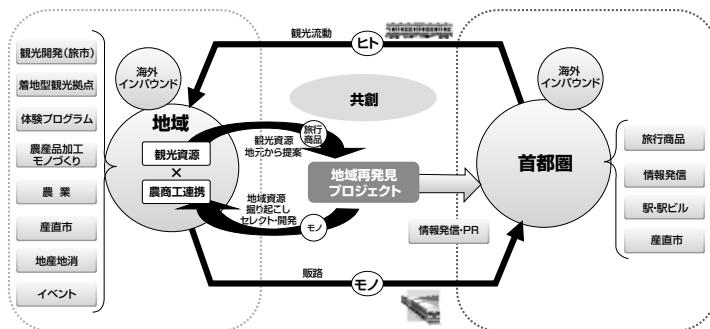 観光流動
ヒト
観光開発(旅市)
着地型観光拠点
体験プログラム
農産品加工
モノづくり
農業
産直市
地産地消
イベント
海外
インバウンド
地域
観光資源
×
農商工連携
共創
旅行
商品
観光資源
地元から提案
地域再発見
プロジェクト
地域資源
掘り起こし
セレクト・開発
モノ
情報発信・PR
海外
インバウンド
首都圏
旅行商品
情報発信
駅・駅ビル
産直市
販路
モノ